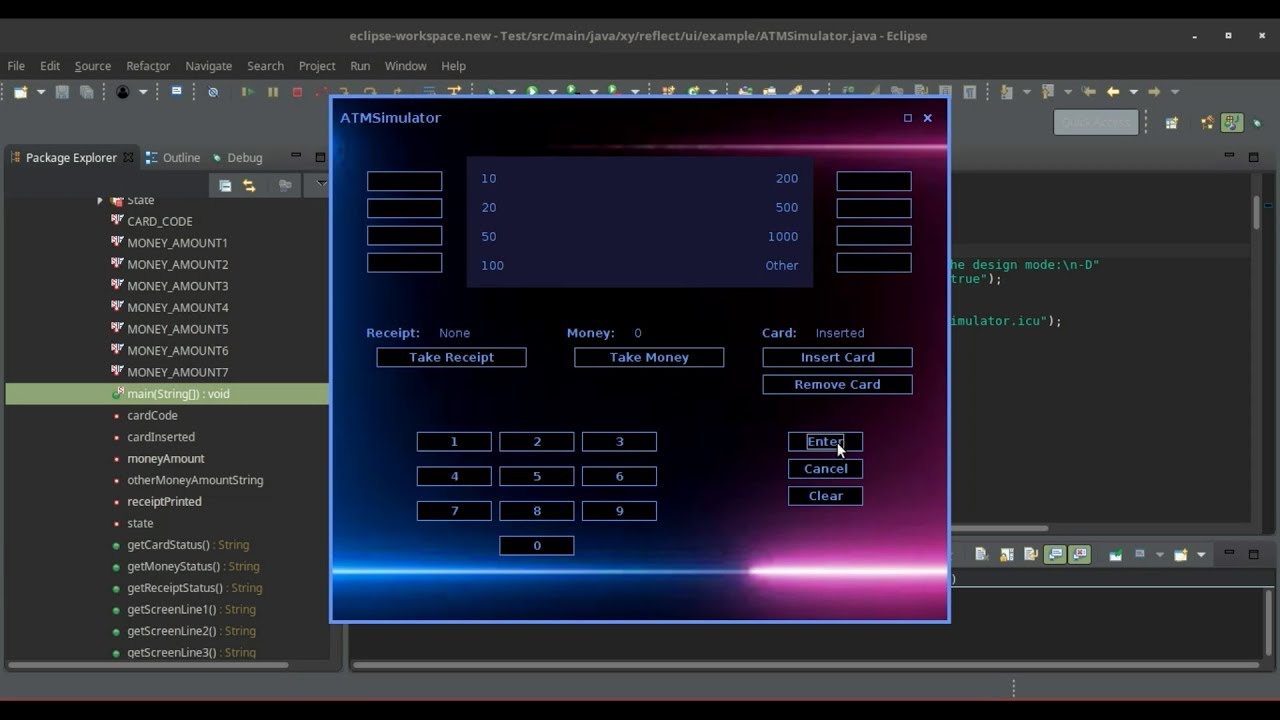 eclipse-workspace.new - Test/src/main/java/xy/reflect/ui/example/ATMSimulator.java - Eclipse
File Edit Source Refactor Navigate Search Project Run Window Help
Quick Access
Package Explorer Outline Debug
State
CARD_CODE
MONEY_AMOUNT1
MONEY_AMOUNT2
MONEY_AMOUNT3
MONEY_AMOUNT4
MONEY_AMOUNT5
MONEY_AMOUNT6
MONEY_AMOUNT7
main(String[]) : void
cardCode
cardInserted
moneyAmount
otherMoneyAmountString
receiptPrinted
state
getCardStatus() : String
getMoneyStatus() : String
getReceiptStatus() : String
getScreenLine1() : String
getScreenLine2() : String
getScreenLine3() : String
ATMSimulator
10 200
20 500
50 1000
100 Other
Receipt: None Money: 0 Card: Inserted
Take Receipt Take Money Insert Card
Remove Card
1 2 3 Enter
4 5 6 Cancel
7 8 9 Clear
0
he design mode:\n-D"
true");
imulator.icu");
)